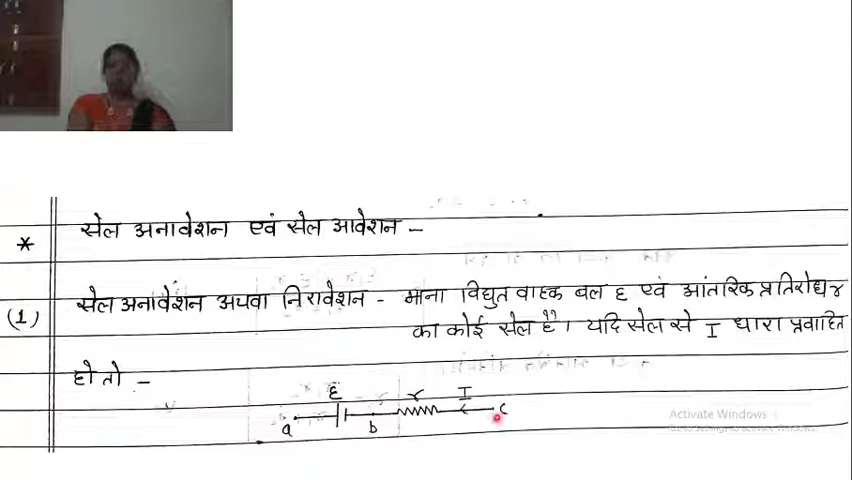 * सेल अनावेशन एवं सेल आवेशन –
(1) सेल अनावेशन अथवा निरावेशन - माना विद्युत वाहक बल ε एवं आंतरिक प्रतिरोध r
का कोई सेल है। यदि सेल से I धारा प्रवाहित
हो तो –
ε r I
a b c
Activate Windows